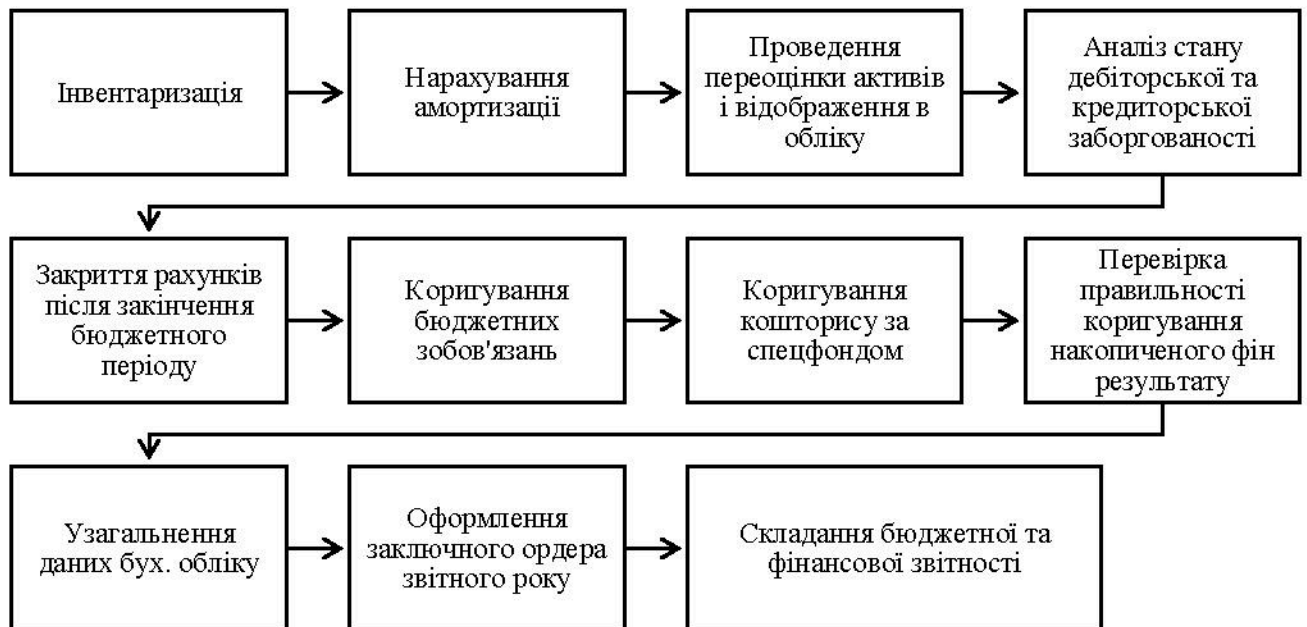 Інвентаризація
Нарахування
амортизації
Проведення
переоцінки активів
і відображення в
обліку
Аналіз стану
дебіторської та
кредиторської
заборгованості
Закриття рахунків
після закінчення
бюджетного
періоду
Коригування
бюджетних
зобов'язань
Коригування
кошторису за
спецфондом
Перевірка
правильності
коригування
накопиченого фін
результату
Узагальнення
даних бух. обліку
Оформлення
заключного ордера
звітного року
Складання бюджетної та
фінансової звітності